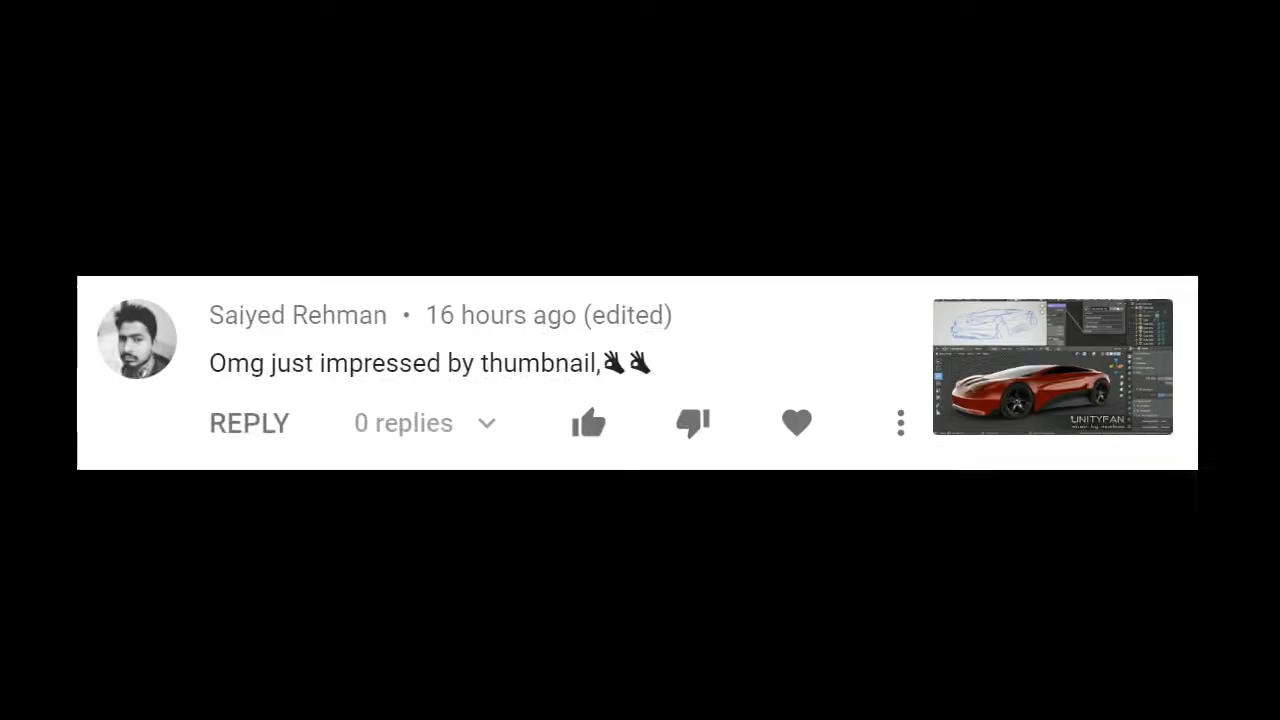 Saiyed Rehman • 16 hours ago (edited)
Omg just impressed by thumbnail,👌👌
REPLY 0 replies
UNITYFAN